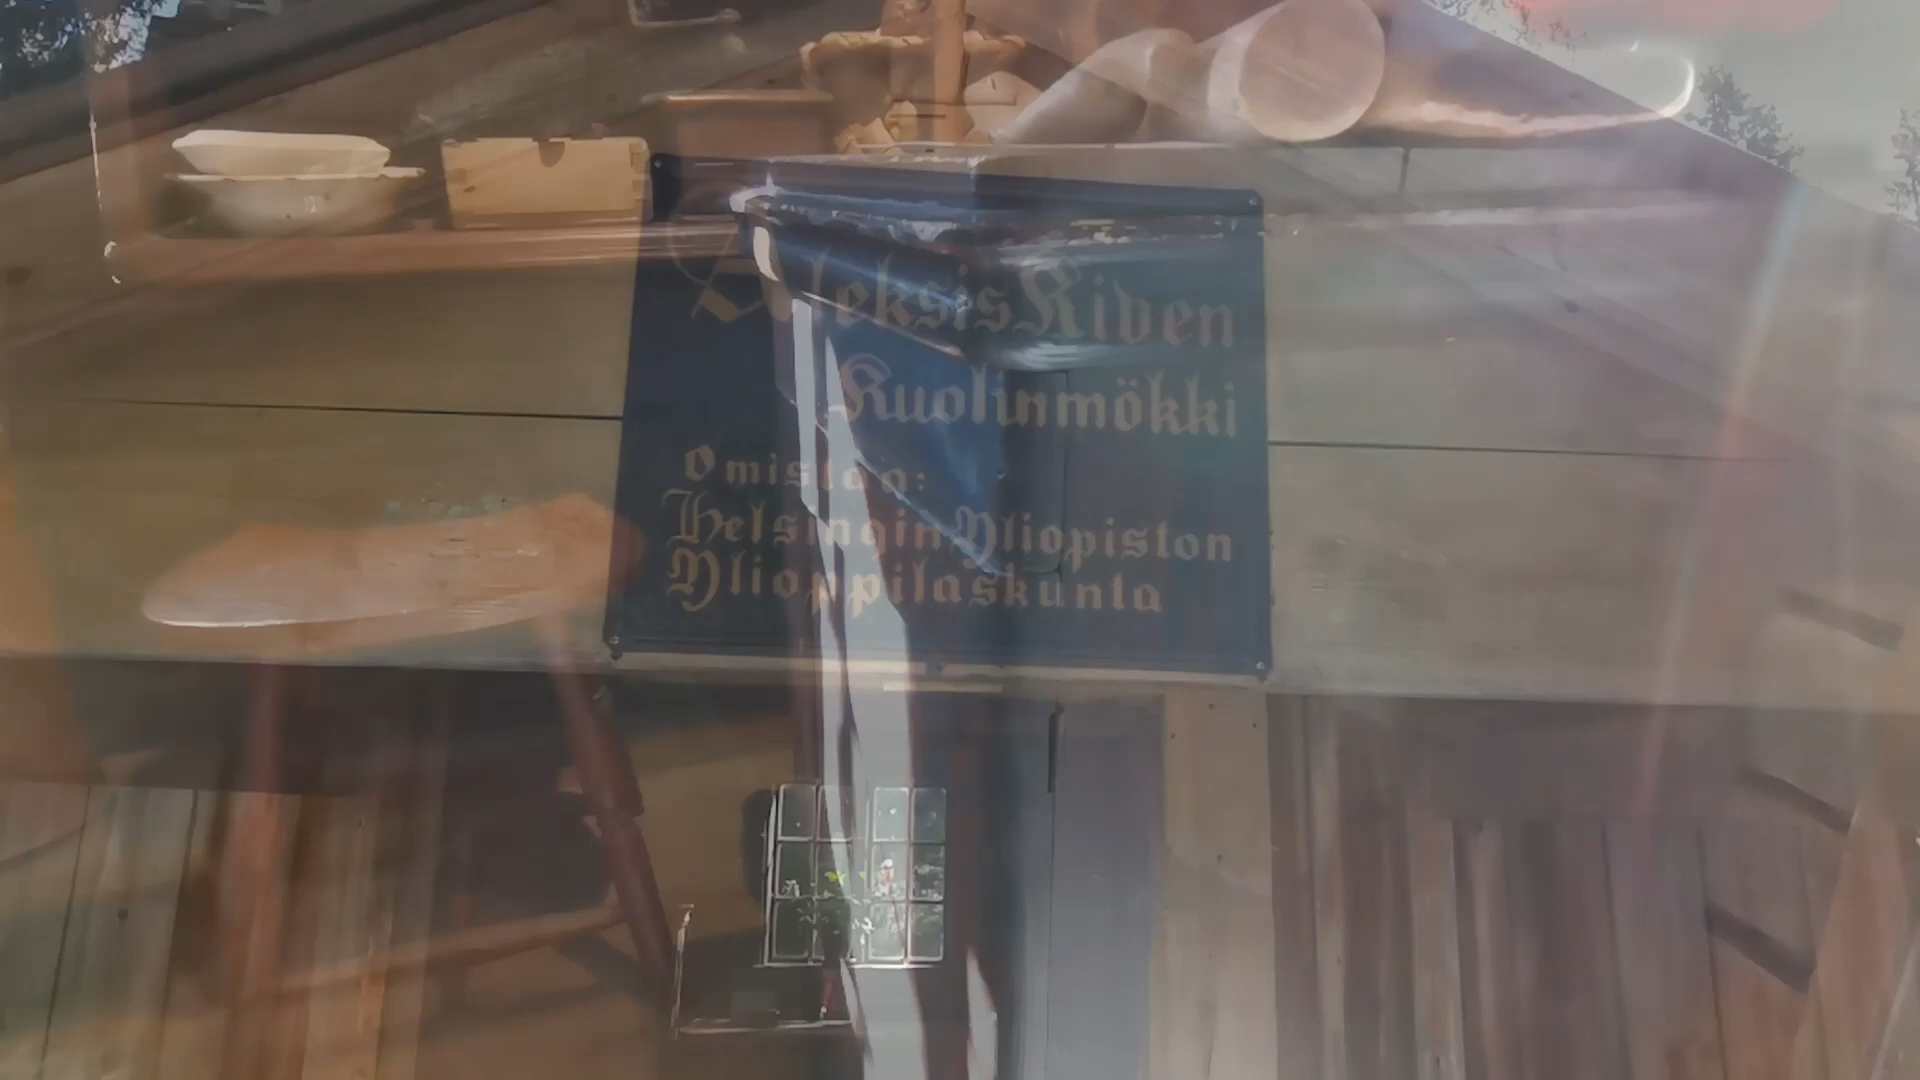 Aleksis Kiven
Kuolinmökki
Omistaa:
Helsingin Yliopiston
Ylioppilaskunta